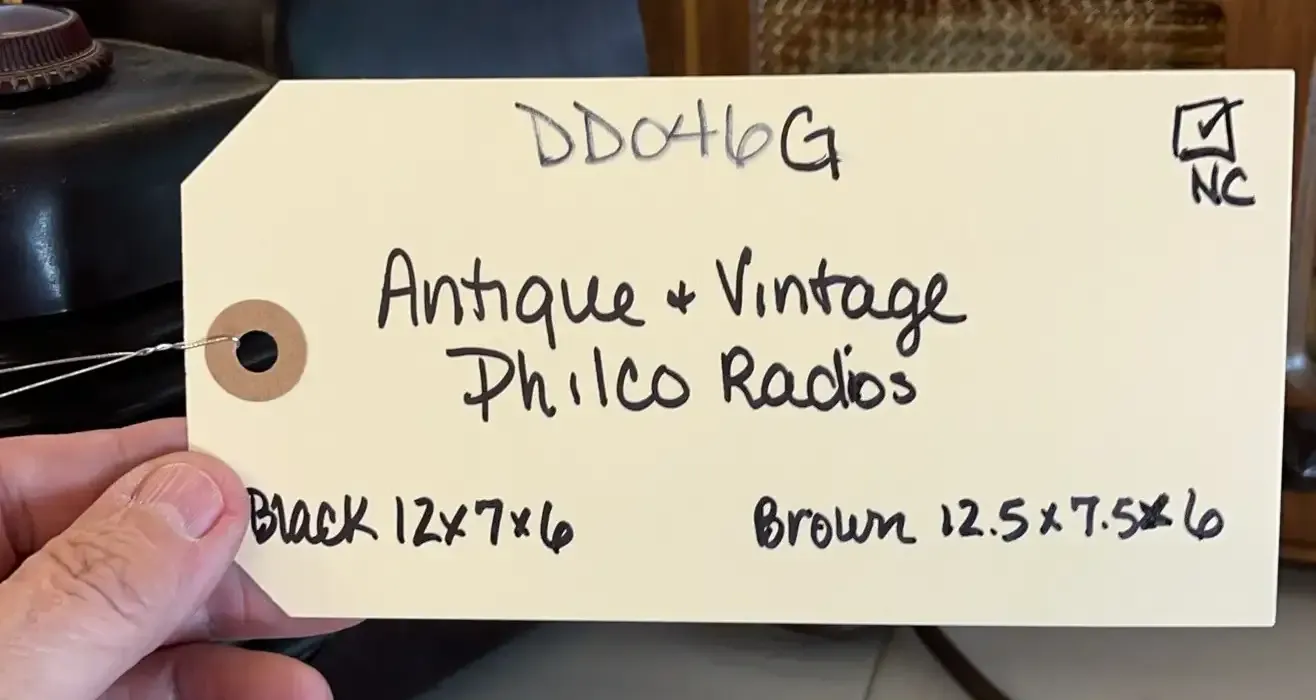 DD046G
☑
NC
Antique + Vintage
Philco Radios
Black 12x7x6
Brown 12.5x7.5x6